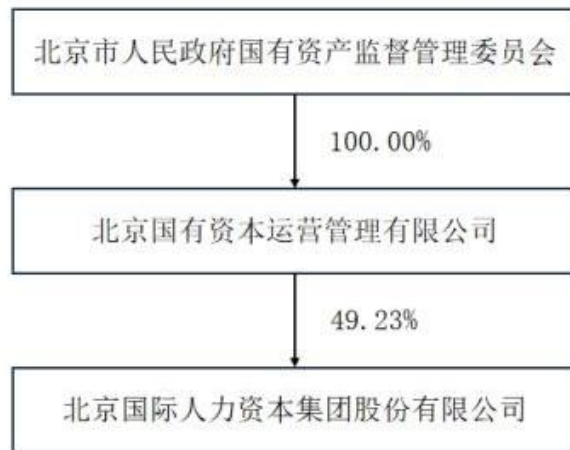 北京市人民政府国有资产监督管理委员会
100.00%
北京国有资本运营管理有限公司
49.23%
北京国际人力资本集团股份有限公司